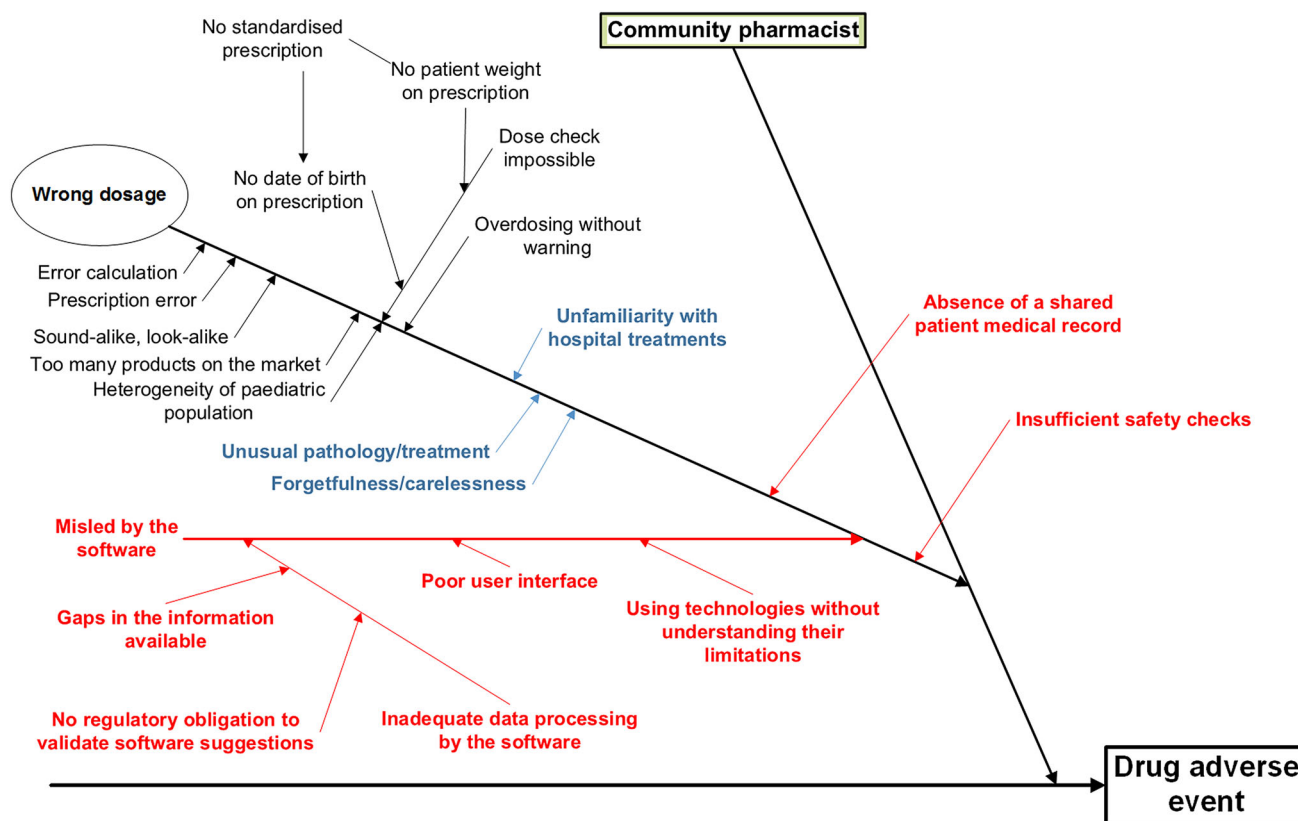 No standardised
prescription
Community pharmacist
No patient weight
on prescription
Dose check
impossible
Wrong dosage
No date of birth
on prescription
Overdosing without
warning
Error calculation
Prescription error
Sound-alike, look-alike
Too many products on the market
Heterogeneity of paediatric
population
Unfamiliarity with
hospital treatments
Absence of a shared
patient medical record
Insufficient safety checks
Unusual pathology/treatment
Forgetfulness/carelessness
Misled by the
software
Poor user interface
Gaps in the information
available
Using technologies without
understanding their
limitations
No regulatory obligation to
validate software suggestions
Inadequate data processing
by the software
Drug adverse
event